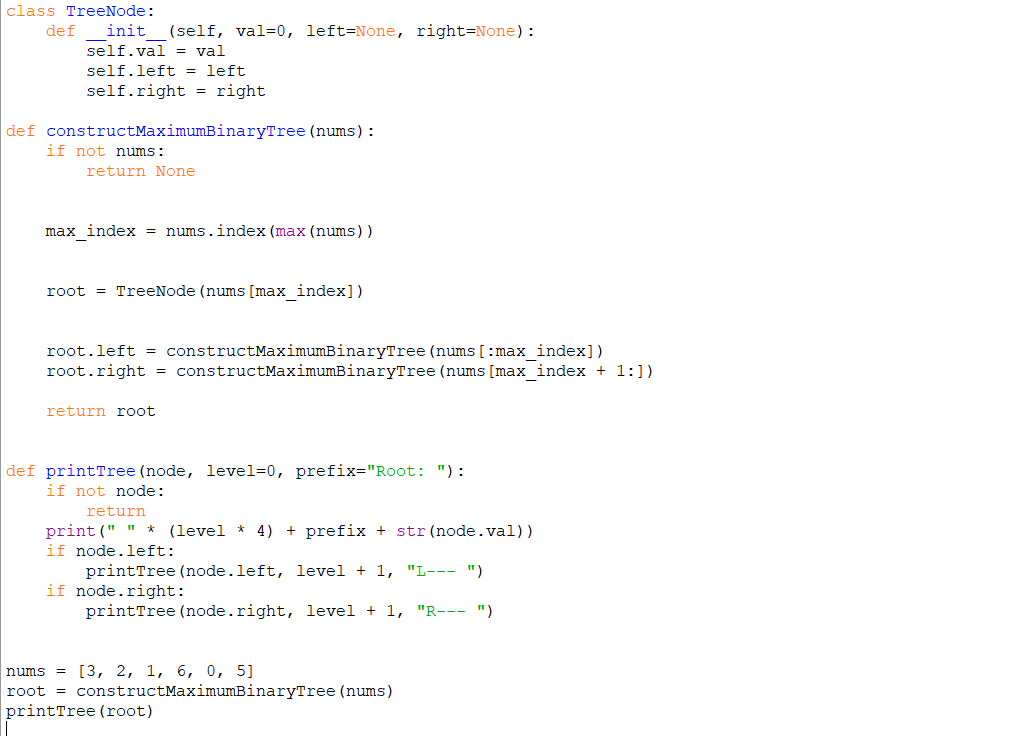 class TreeNode:
    def __init__(self, val=0, left=None, right=None):
        self.val = val
        self.left = left
        self.right = right

def constructMaximumBinaryTree(nums):
    if not nums:
        return None


    max_index = nums.index(max(nums))


    root = TreeNode(nums[max_index])


    root.left = constructMaximumBinaryTree(nums[:max_index])
    root.right = constructMaximumBinaryTree(nums[max_index + 1:])

    return root


def printTree(node, level=0, prefix="Root: "):
    if not node:
        return
    print(" " * (level * 4) + prefix + str(node.val))
    if node.left:
        printTree(node.left, level + 1, "L--- ")
    if node.right:
        printTree(node.right, level + 1, "R--- ")


nums = [3, 2, 1, 6, 0, 5]
root = constructMaximumBinaryTree(nums)
printTree(root)